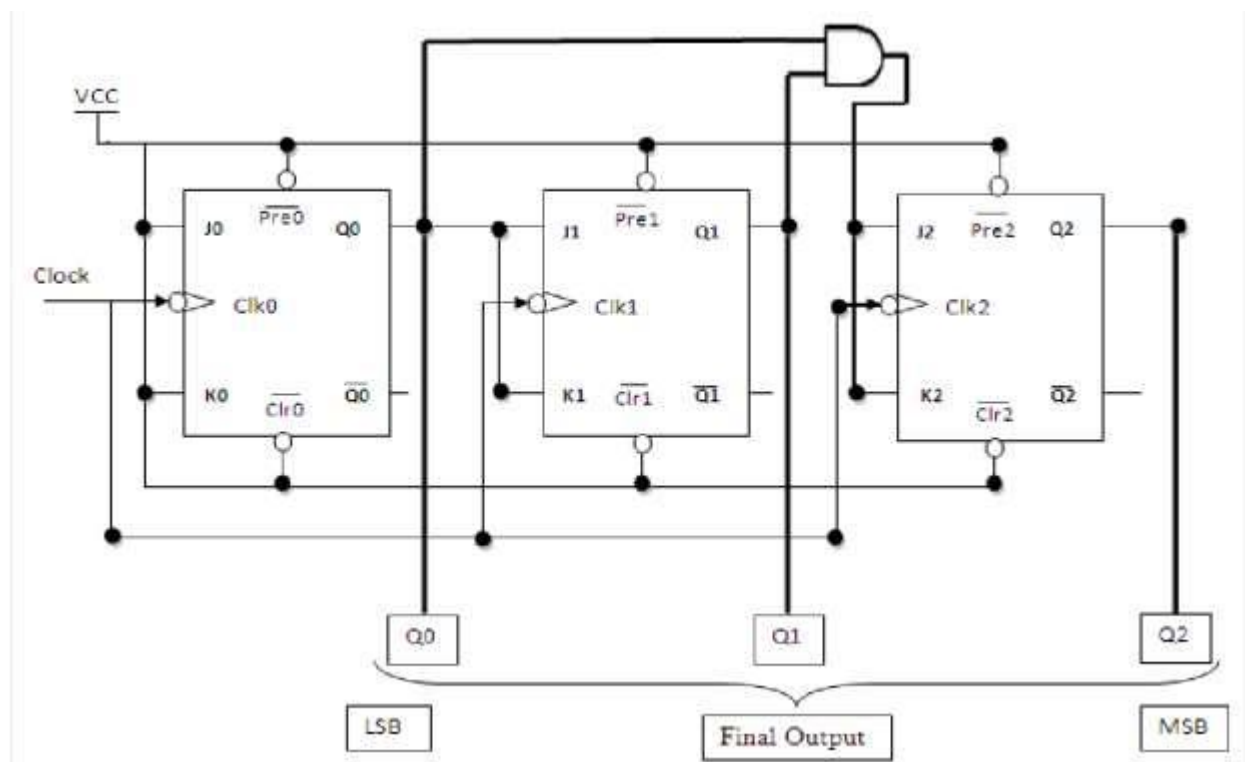 VCC
J0
Pre0
Q0
J1
Pre1
Q1
J2
Pre2
Q2
Clock
Clk0
Clk1
Clk2
K0
Clr0
Q0
K1
Clr1
Q1
K2
Clr2
Q2
Q0
Q1
Q2
LSB
Final Output
MSB